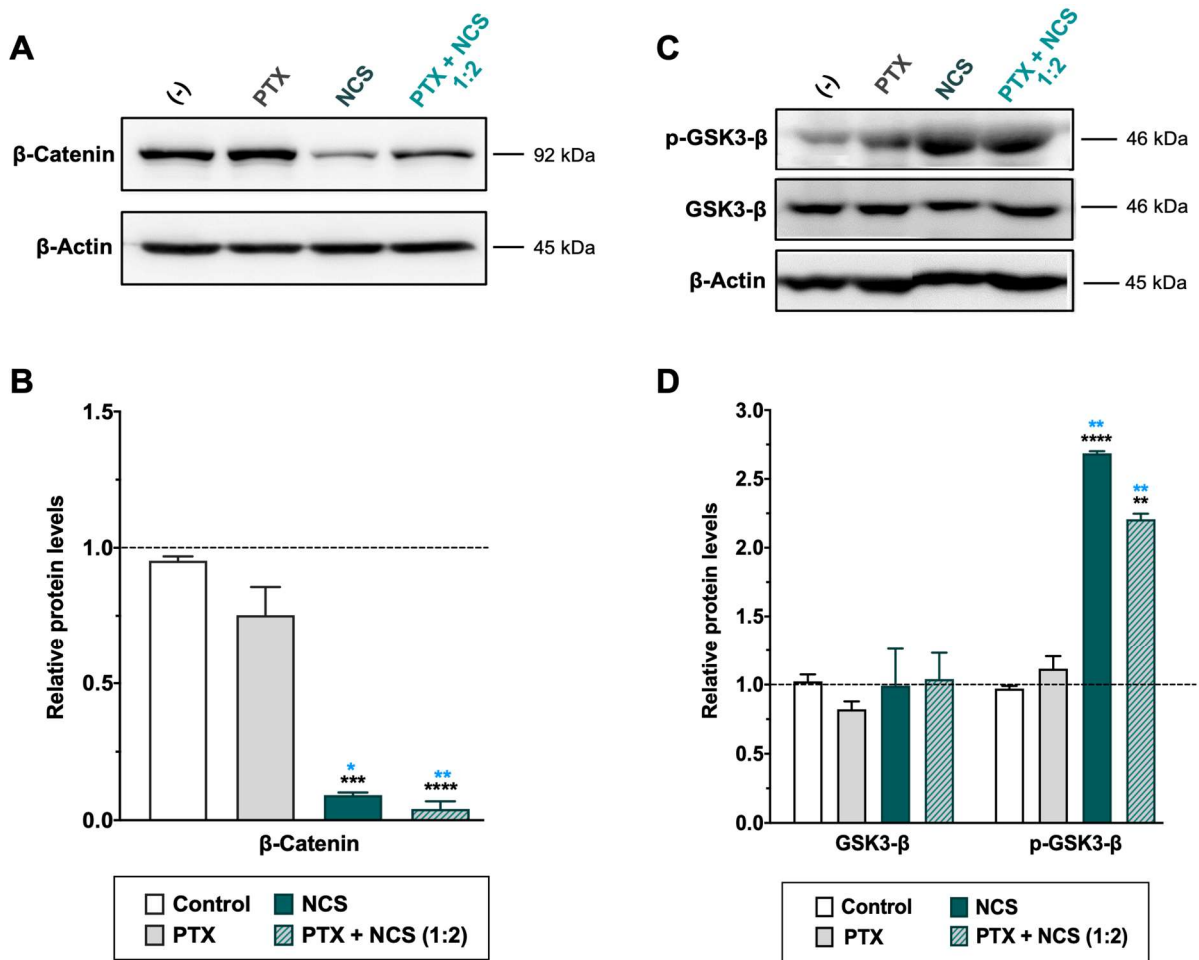 A
(-)
PTX
NCS
PTX + NCS
1:2
β-Catenin
92 kDa
β-Actin
45 kDa
C
(-)
PTX
NCS
PTX + NCS
1:2
p-GSK3-β
46 kDa
GSK3-β
46 kDa
β-Actin
45 kDa
B
Relative protein levels
1.5
1.0
0.5
0.0
*
***
**
****
β-Catenin
Control
NCS
PTX
PTX + NCS (1:2)
D
Relative protein levels
3.0
2.5
2.0
1.5
1.0
0.5
0.0
**
****
**
**
GSK3-β
p-GSK3-β
Control
NCS
PTX
PTX + NCS (1:2)